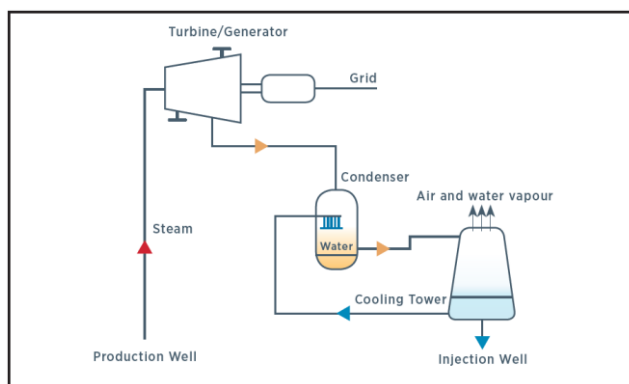 Turbine/Generator
Grid
Condenser
Air and water vapour
Steam
Water
Cooling Tower
Production Well
Injection Well